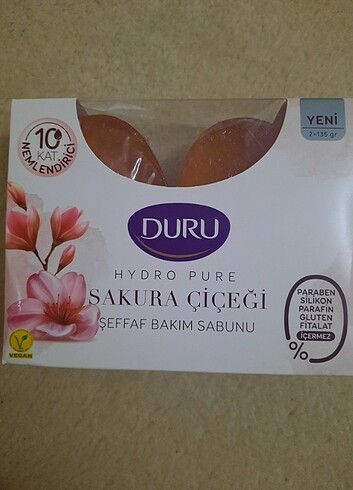 10
KAT
NEMLENDİRİCİ
YENİ
2×135 gr
DURU
HYDRO PURE
SAKURA ÇİÇEĞİ
ŞEFFAF BAKIM SABUNU
%0
PARABEN
SİLİKON
PARAFİN
GLUTEN
FİTALAT
İÇERMEZ
VEGAN